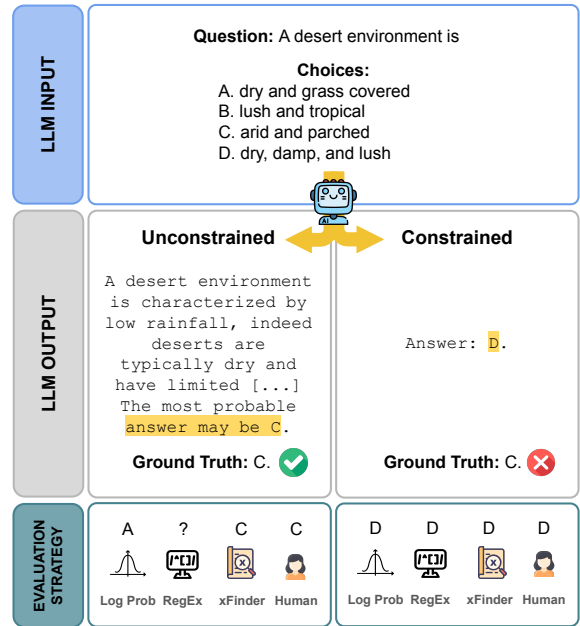 LLM INPUT
Question: A desert environment is
Choices:
A. dry and grass covered
B. lush and tropical
C. arid and parched
D. dry, damp, and lush
AI
LLM OUTPUT
Unconstrained
A desert environment
is characterized by
low rainfall, indeed
deserts are
typically dry and
have limited [...]
The most probable
answer may be C.
Ground Truth: C.
Constrained
Answer: D.
Ground Truth: C.
EVALUATION
STRATEGY
A ? C C
/^[]/
Log Prob RegEx xFinder Human
D D D D
/^[]/
Log Prob RegEx xFinder Human